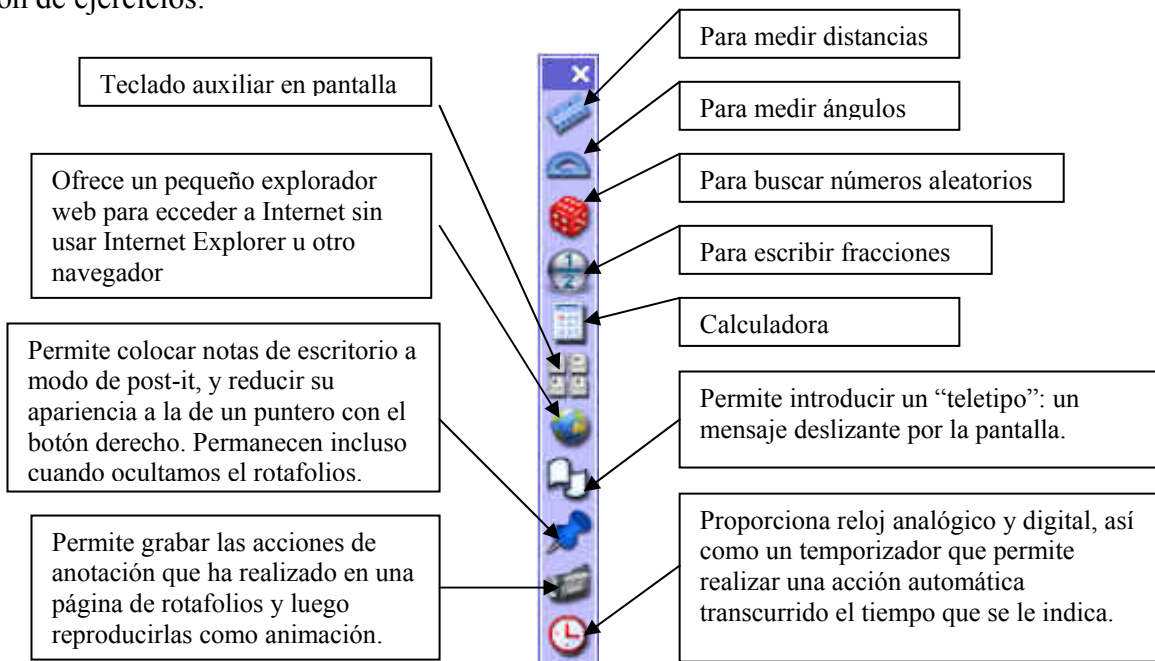 ón de ejercicios.
Teclado auxiliar en pantalla
Ofrece un pequeño explorador
web para ecceder a Internet sin
usar Internet Explorer u otro
navegador
Permite colocar notas de escritorio a
modo de post-it, y reducir su
apariencia a la de un puntero con el
botón derecho. Permanecen incluso
cuando ocultamos el rotafolios.
Permite grabar las acciones de
anotación que ha realizado en una
página de rotafolios y luego
reproducirlas como animación.
1
2
Para medir distancias
Para medir ángulos
Para buscar números aleatorios
Para escribir fracciones
Calculadora
Permite introducir un “teletipo”: un
mensaje deslizante por la pantalla.
Proporciona reloj analógico y digital, así
como un temporizador que permite
realizar una acción automática
transcurrido el tiempo que se le indica.